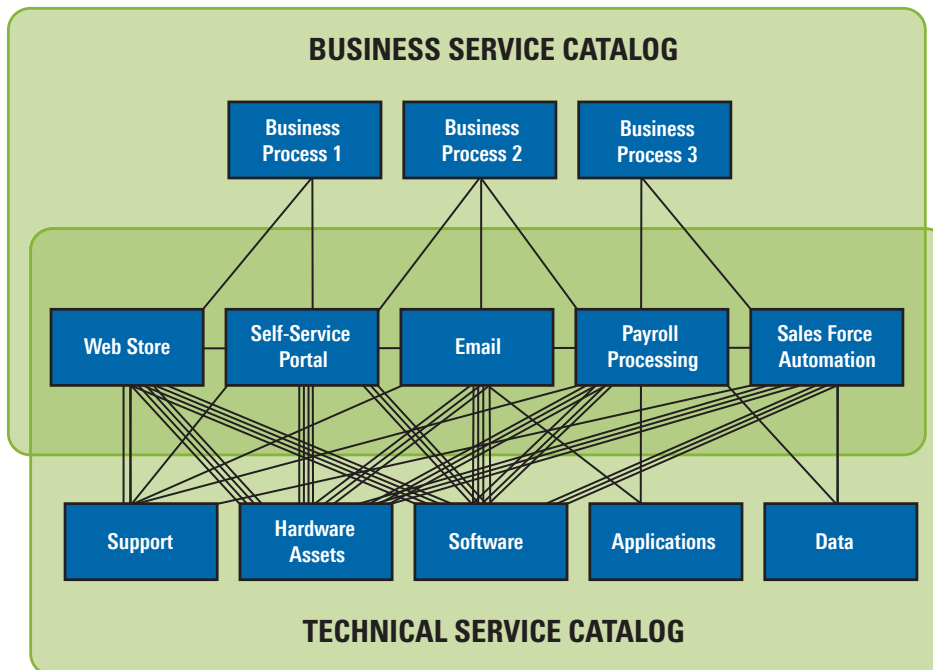 BUSINESS SERVICE CATALOG
Business
Process 1
Business
Process 2
Business
Process 3
Web Store
Self-Service
Portal
Email
Payroll
Processing
Sales Force
Automation
Support
Hardware
Assets
Software
Applications
Data
TECHNICAL SERVICE CATALOG